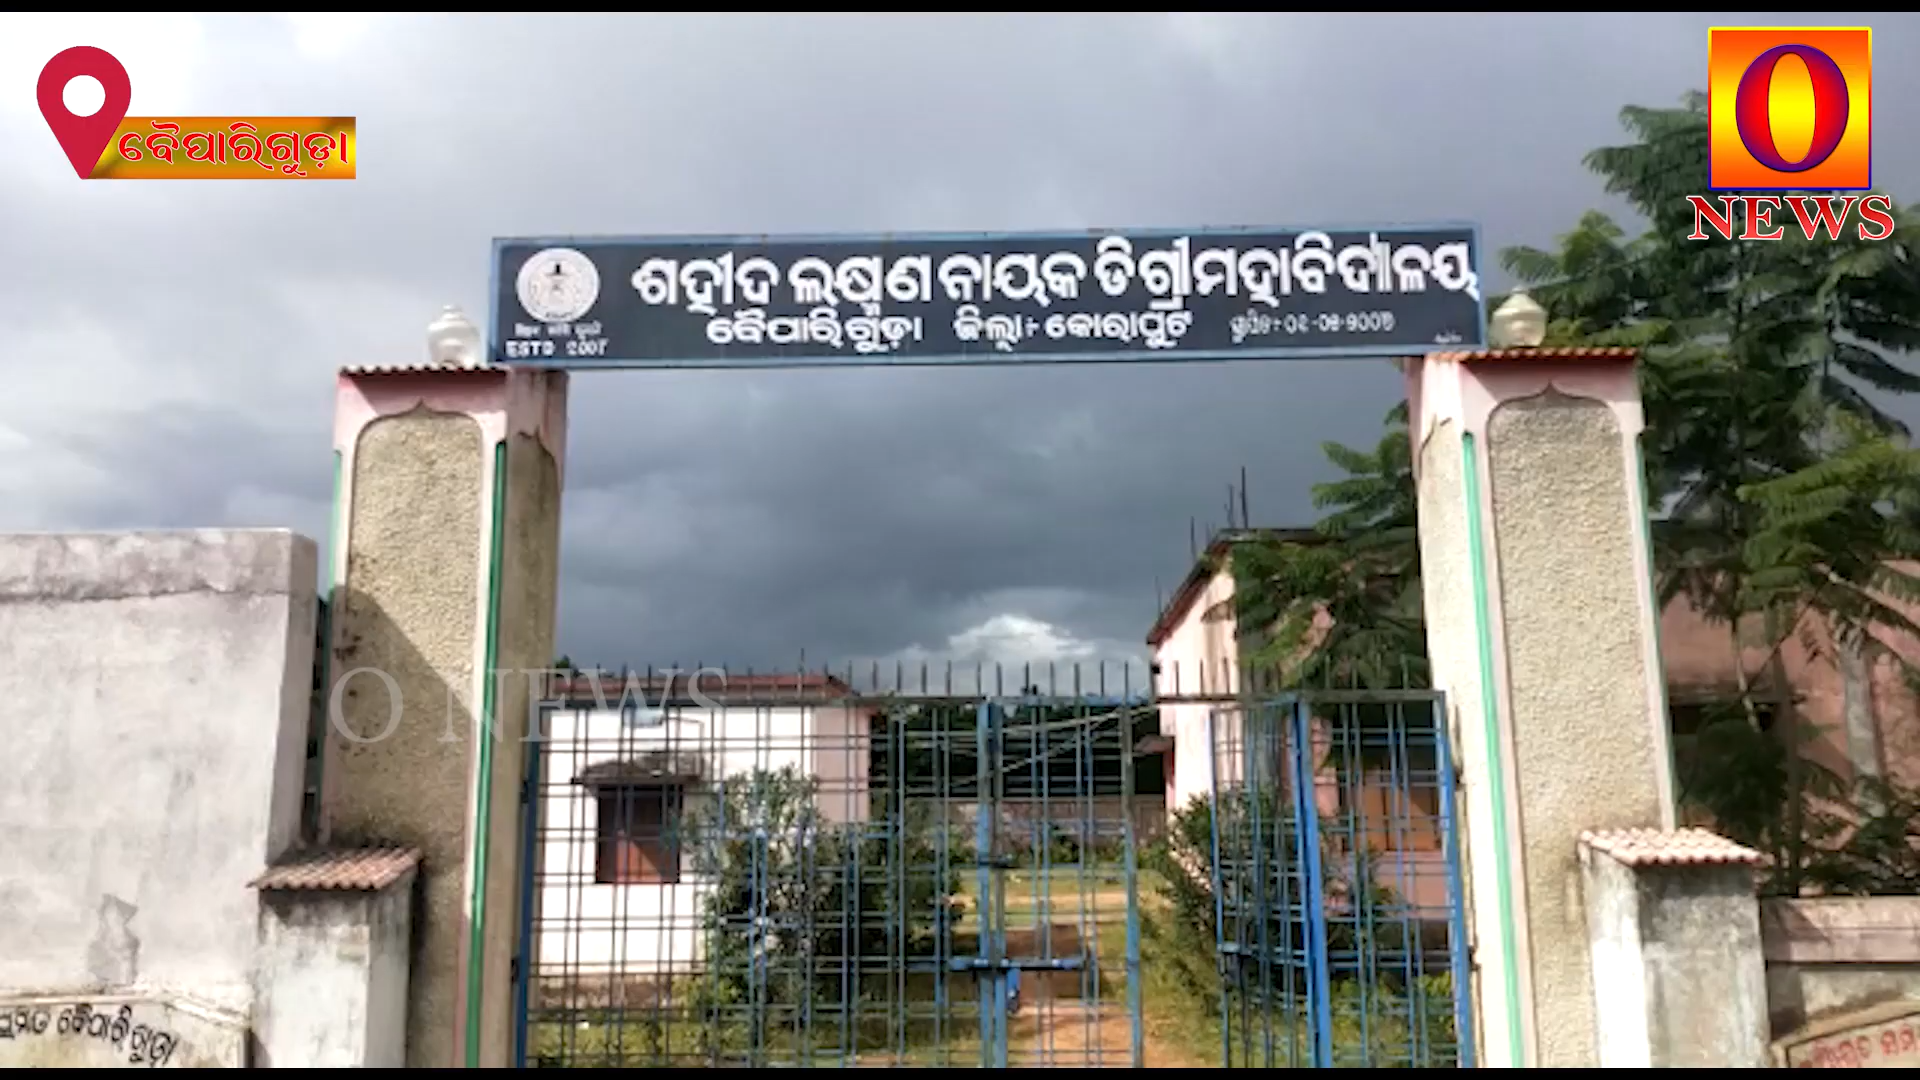 ବୈପାରିଗୁଡ଼ା
O
NEWS
ଶହୀଦ ଲକ୍ଷ୍ମଣ ନାୟକ ଡିଗ୍ରୀମହାବିଦ୍ୟାଳୟ
ବୈପାରିଗୁଡ଼ା ଜିଲ୍ଲା:- କୋରାପୁଟ
ESTD 2007
O NEWS
ବୈପାରିଗୁଡ଼ା